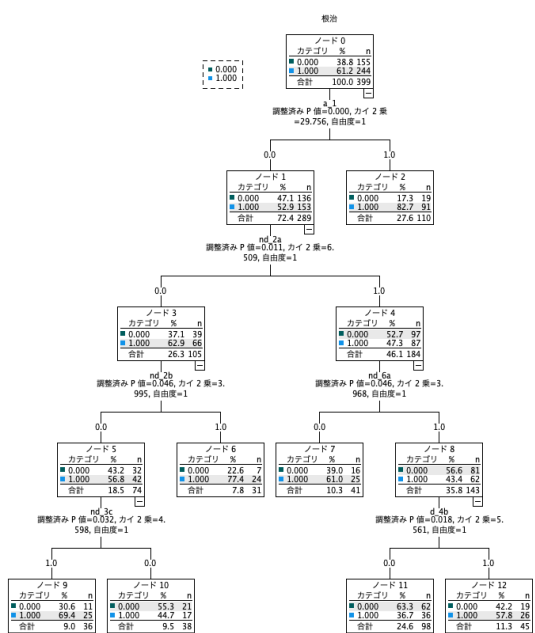 根治
0.000
1.000
ノード 0
カテゴリ % n
0.000 38.8 155
1.000 61.2 244
合計 100.0 399
a_1
調整済み P 値=0.000, カイ 2 乗
=29.756, 自由度=1
0.0
1.0
ノード 1
カテゴリ % n
0.000 47.1 136
1.000 52.9 153
合計 72.4 289
ノード 2
カテゴリ % n
0.000 17.3 19
1.000 82.7 91
合計 27.6 110
nd_2a
調整済み P 値=0.011, カイ 2 乗=6.
509, 自由度=1
0.0
1.0
ノード 3
カテゴリ % n
0.000 37.1 39
1.000 62.9 66
合計 26.3 105
ノード 4
カテゴリ % n
0.000 52.7 97
1.000 47.3 87
合計 46.1 184
nd_2b
調整済み P 値=0.046, カイ 2 乗=3.
995, 自由度=1
nd_6a
調整済み P 値=0.046, カイ 2 乗=3.
968, 自由度=1
0.0
1.0
0.0
1.0
ノード 5
カテゴリ % n
0.000 43.2 32
1.000 56.8 42
合計 18.5 74
ノード 6
カテゴリ % n
0.000 22.6 7
1.000 77.4 24
合計 7.8 31
ノード 7
カテゴリ % n
0.000 39.0 16
1.000 61.0 25
合計 10.3 41
ノード 8
カテゴリ % n
0.000 56.6 81
1.000 43.4 62
合計 35.8 143
nd_3c
調整済み P 値=0.032, カイ 2 乗=4.
598, 自由度=1
d_4b
調整済み P 値=0.018, カイ 2 乗=5.
561, 自由度=1
1.0
0.0
0.0
1.0
ノード 9
カテゴリ % n
0.000 30.6 11
1.000 69.4 25
合計 9.0 36
ノード 10
カテゴリ % n
0.000 55.3 21
1.000 44.7 17
合計 9.5 38
ノード 11
カテゴリ % n
0.000 63.3 62
1.000 36.7 36
合計 24.6 98
ノード 12
カテゴリ % n
0.000 42.2 19
1.000 57.8 26
合計 11.3 45